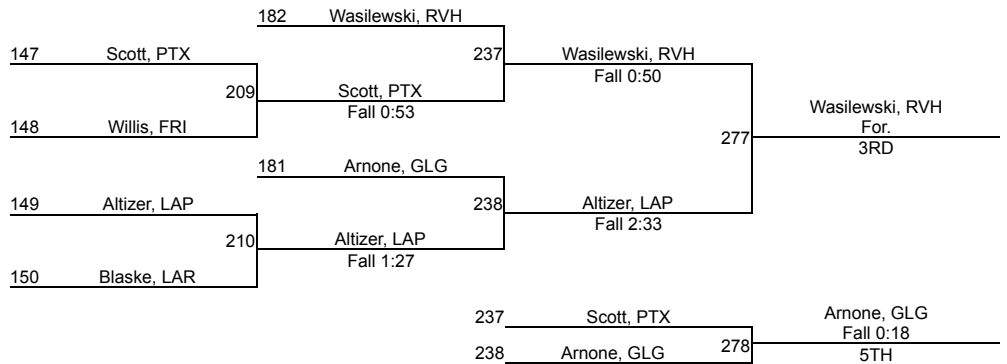 182 Wasilewski, RVH
147 Scott, PTX
237 Wasilewski, RVH
Fall 0:50
209 Scott, PTX
Fall 0:53
148 Willis, FRI
277 Wasilewski, RVH
For.
3RD
181 Arnone, GLG
149 Altizer, LAP
238 Altizer, LAP
Fall 2:33
210 Altizer, LAP
Fall 1:27
150 Blaske, LAR
237 Scott, PTX
238 Arnone, GLG
278 Arnone, GLG
Fall 0:18
5TH